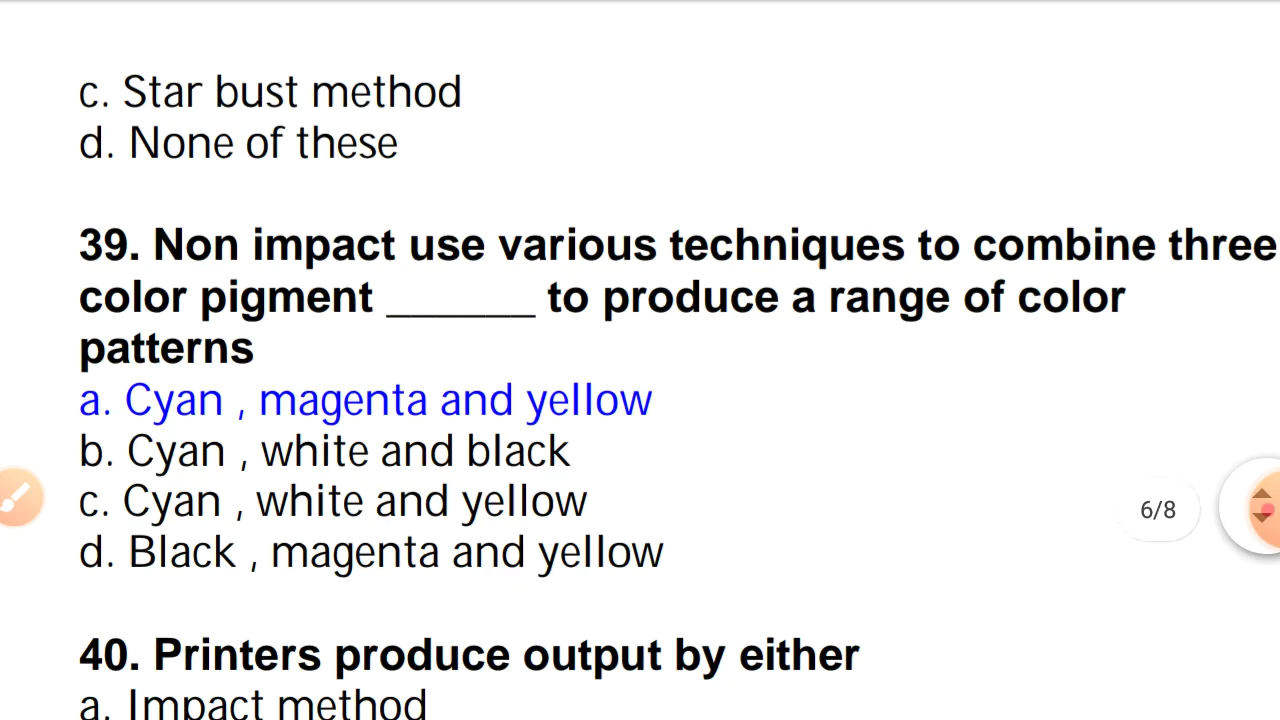 c. Star bust method
d. None of these
39. Non impact use various techniques to combine three
color pigment ______ to produce a range of color
patterns
a. Cyan , magenta and yellow
b. Cyan , white and black
c. Cyan , white and yellow
d. Black , magenta and yellow
6/8
40. Printers produce output by either
a. Impact method